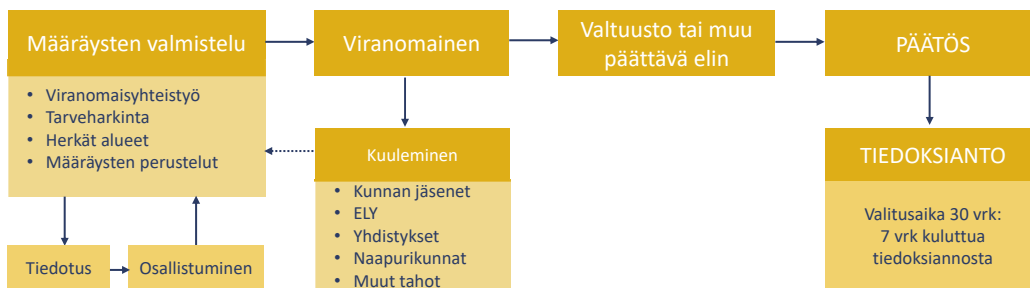 Määräysten valmistelu
• Viranomaisyhteistyö
• Tarveharkinta
• Herkät alueet
• Määräysten perustelut
Tiedotus
Osallistuminen
Viranomainen
Kuuleminen
• Kunnan jäsenet
• ELY
• Yhdistykset
• Naapurikunnat
• Muut tahot
Valtuusto tai muu
päättävä elin
PÄÄTÖS
TIEDOKSIANTO
Valitusaika 30 vrk:
7 vrk kuluttua
tiedoksiannosta